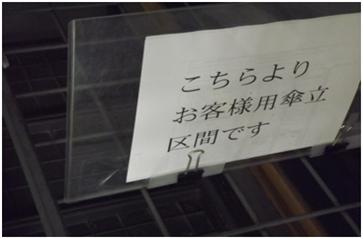 こちらより
お客様用傘立
区間です